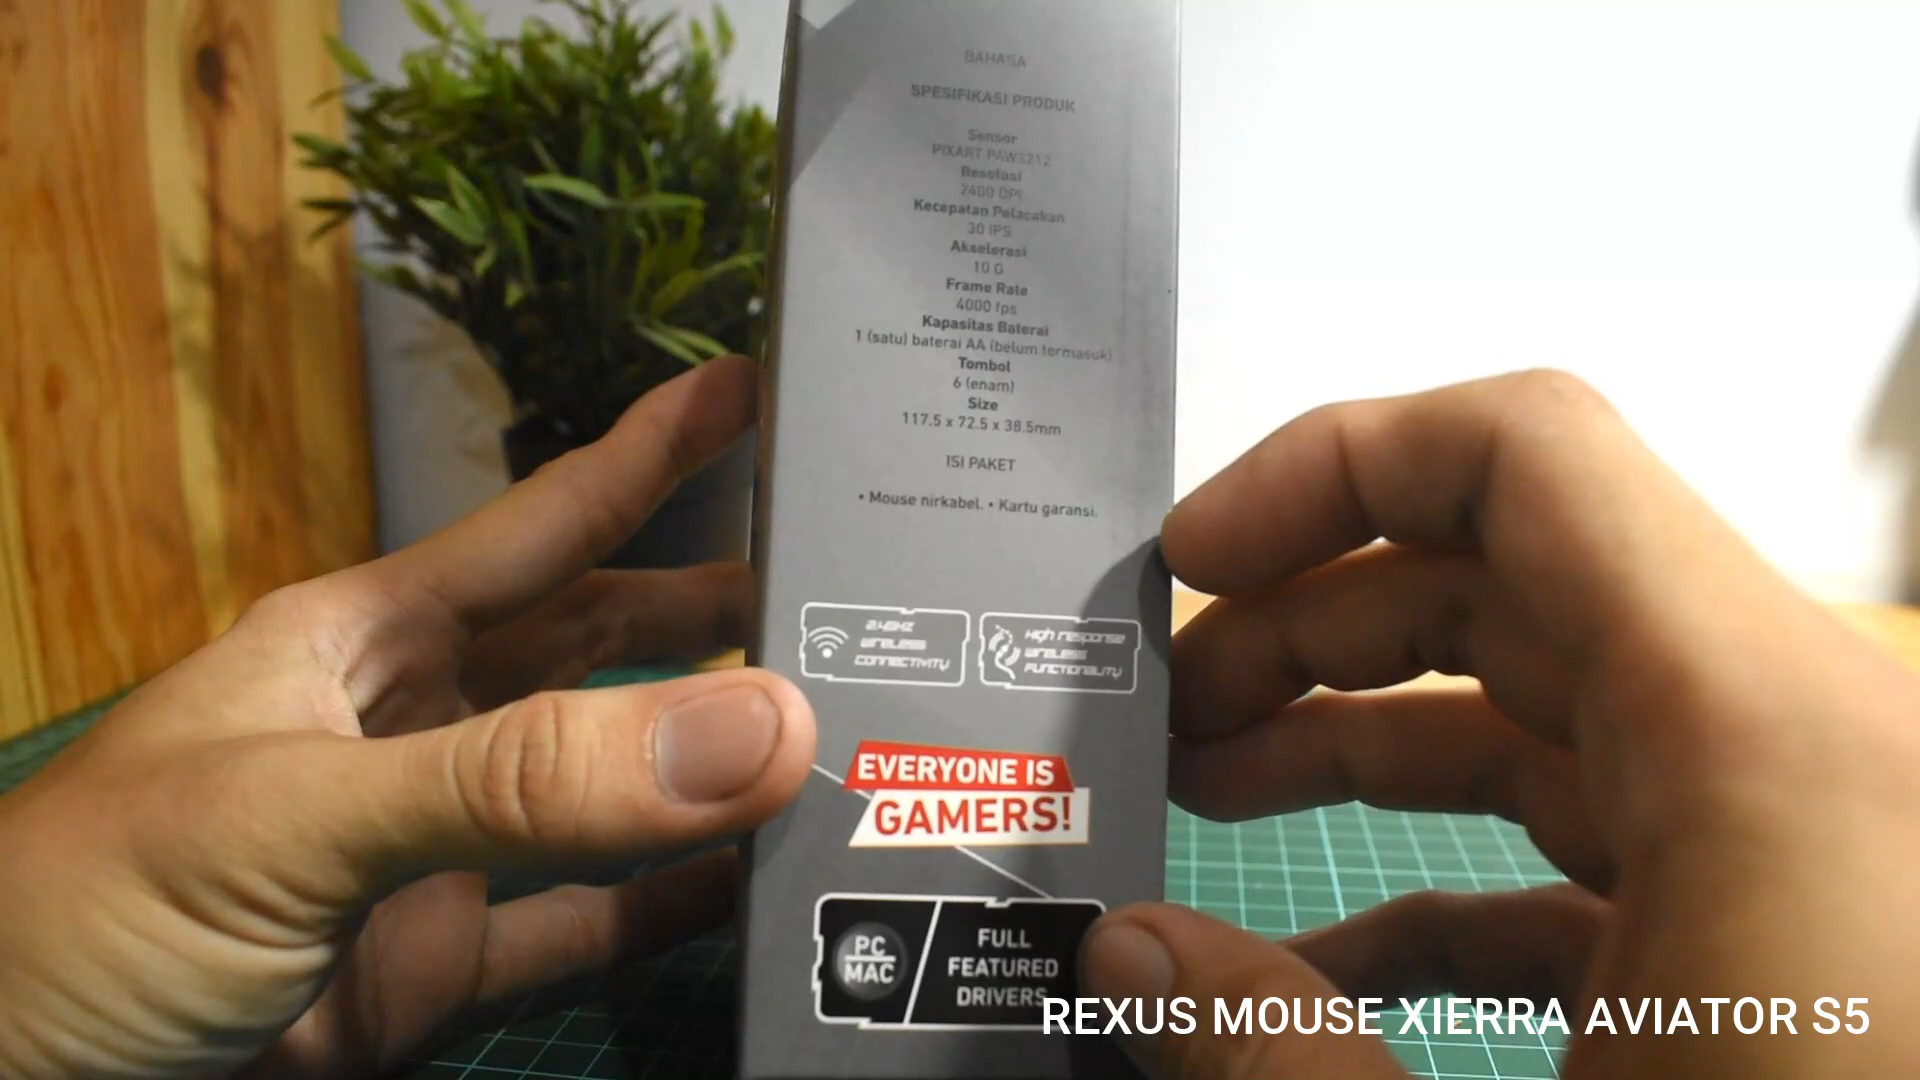 BAHASA
SPESIFIKASI PRODUK
Sensor
PIXART PAW3212
Resolusi
2400 DPI
Kecepatan Pelacakan
30 IPS
Akselerasi
10 G
Frame Rate
4000 fps
Kapasitas Baterai
1 (satu) baterai AA (belum termasuk)
Tombol
6 (enam)
Size
117.5 x 72.5 x 38.5mm
ISI PAKET
• Mouse nirkabel. • Kartu garansi.
2.4GHZ
WIRELESS
CONNECTIVITY
High response
WIRELESS
FUNCTIONALITY
EVERYONE IS
GAMERS!
PC
MAC
FULL
FEATURED
DRIVERS
REXUS MOUSE XIERRA AVIATOR S5